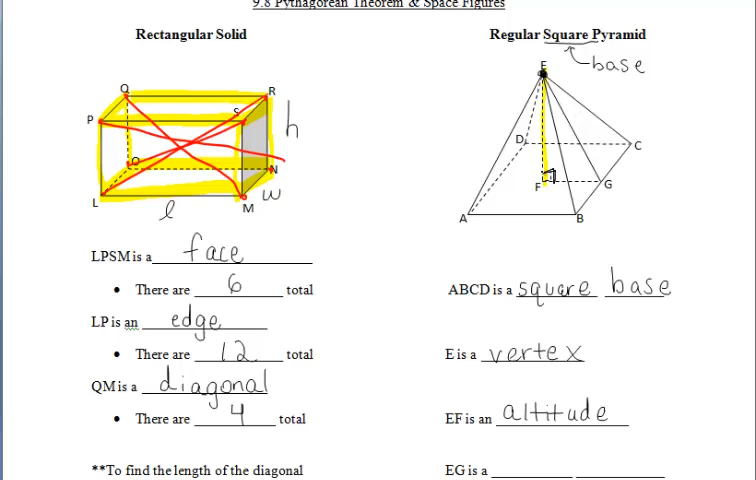 9.8 Pythagorean Theorem & Space Figures
Rectangular Solid
Regular Square Pyramid
base
Q
R
h
P
S
O
N
w
L
l
M
E
D
C
F
G
A
B
LPSM is a face
• There are 6 total
LP is an edge
• There are 12 total
QM is a diagonal
• There are 4 total
**To find the length of the diagonal
ABCD is a square base
E is a vertex
EF is an altitude
EG is a